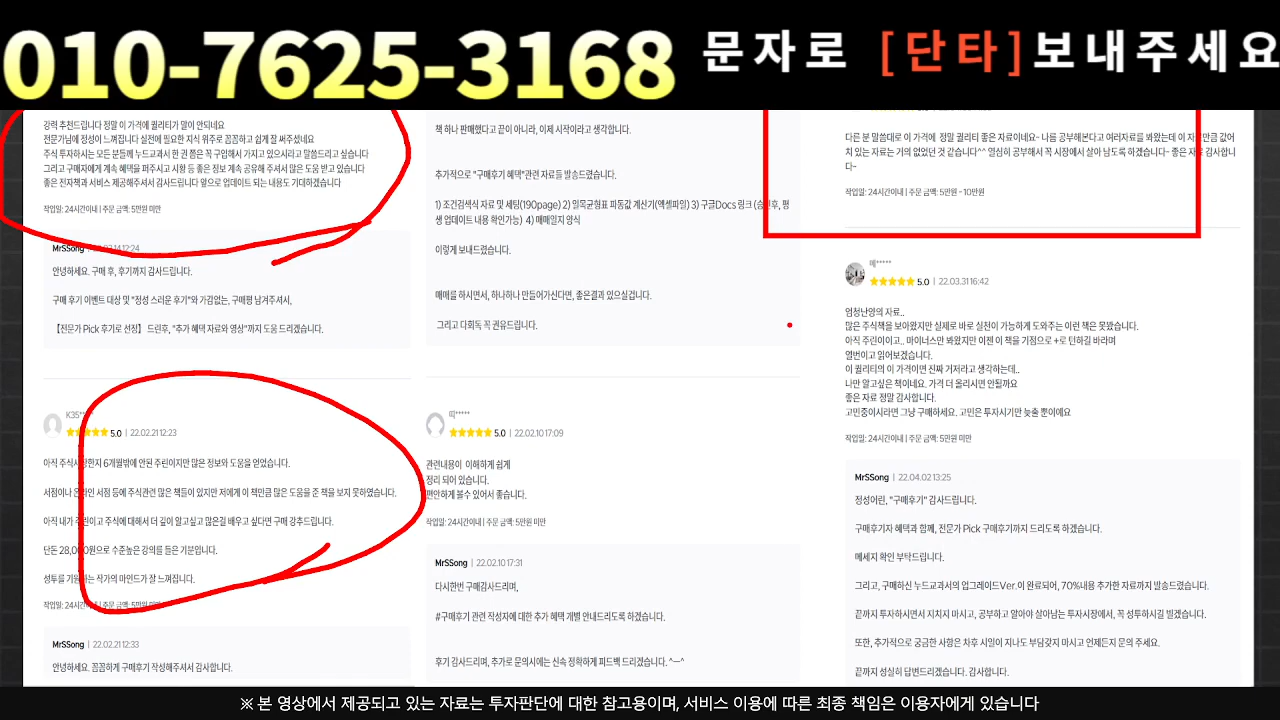 010-7625-3168 문자로 [단타]보내주세요
강력 추천드립니다 정말 이 가격에 퀄리티가 말이 안되네요
전문가님에 정성이 느껴집니다 실전에 필요한 지식 위주로 꼼꼼하고 쉽게 잘 써주셨네요
주식 투자하시는 모든 분들께 누드교과서 한 권 쯤은 꼭 구입해서 가지고 있으시라고 말씀드리고 싶습니다
그리고 구매자에게 계속 혜택을 퍼주시고 시황 등 좋은 정보 계속 공유해 주셔서 많은 도움 받고 있습니다
좋은 전자책과 서비스 제공해주셔서 감사드립니다 앞으로 업데이트 되는 내용도 기대하겠습니다
작업일: 24시간이내 | 주문 금액: 5만원 미만
MrSSong
안녕하세요. 구매 후, 후기까지 감사드립니다.
구매 후기 이벤트 대상 및 "정성 스러운 후기"와 가감없는, 구매평 남겨주셔서,
【전문가 Pick 후기로 선정】 드린후, "추가 혜택 자료와 영상"까지 도움 드리겠습니다.
K35
5.0 | 22.02.21 12:23
아직 주식시장한지 6개월밖에 안된 주린이지만 많은 정보와 도움을 얻었습니다.
서점이나 온라인 서점 등에 주식관련 많은 책들이 있지만 저에게 이 책만큼 많은 도움을 준 책을 보지 못하였습니다.
아직 내가 주린이고 주식에 대해서 더 깊이 알고싶고 많은걸 배우고 싶다면 구매 강추드립니다.
단돈 28,000원으로 수준높은 강의를 들은 기분입니다.
성투를 기원하는 작가의 마인드가 잘 느껴집니다.
작업일: 24시간이내 | 주문 금액: 5만원 미만
MrSSong | 22.02.21 12:33
안녕하세요. 꼼꼼하게 구매후기 작성해주셔서 감사합니다.
책 하나 판매했다고 끝이 아니라, 이제 시작이라고 생각합니다.
추가적으로 "구매후기 혜택"관련 자료들 발송드렸습니다.
1) 조건검색식 자료 및 세팅(190page) 2) 일목균형표 파동값 계산기(엑셀파일) 3) 구글Docs 링크 (승인후, 평
생 업데이트 내용 확인가능) 4) 매매일지 양식
이렇게 보내드렸습니다.
매매를 하시면서, 하나하나 만들어가신다면, 좋은결과 있으실겁니다.
그리고 다회독 꼭 권유드립니다.
5.0 | 22.02.10 17:09
관련내용이 이해하게 쉽게
정리 되어 있습니다.
편안하게 볼수 있어서 좋습니다.
작업일: 24시간이내 | 주문 금액: 5만원 미만
MrSSong | 22.02.10 17:31
다시한번 구매감사드리며,
#구매후기 관련 작성자에 대한 추가 혜택 개별 안내드리도록 하겠습니다.
후기 감사드리며, 추가로 문의시에는 신속 정확하게 피드백 드리겠습니다. ^ㅡ^
다른 분 말씀대로 이 가격에 정말 퀄리티 좋은 자료이네요~ 나름 공부해본다고 여러자료를 봐왔는데 이 자료만큼 값어
치 있는 자료는 거의 없었던 것 같습니다^^ 열심히 공부해서 꼭 시장에서 살아 남도록 하겠습니다~ 좋은 자료 감사합니
다~
작업일: 24시간이내 | 주문 금액: 5만원 ~ 10만원
예*****
5.0 | 22.03.31 16:42
엄청난양의 자료..
많은 주식책을 보아왔지만 실제로 바로 실전이 가능하게 도와주는 이런 책은 못봤습니다.
아직 주린이이고.. 마이너스만 봐왔지만 이젠 이 책을 기점으로 +로 턴하길 바라며
열번이고 읽어보겠습니다.
이 퀄리티의 이 가격이면 진짜 거저라고 생각하는데..
나만 알고싶은 책이네요. 가격 더 올리시면 안될까요
좋은 자료 정말 감사합니다.
고민중이시라면 그냥 구매하세요. 고민은 투자시기만 늦출 뿐이에요
작업일: 24시간이내 | 주문 금액: 5만원 미만
MrSSong | 22.04.02 13:25
정성어린, "구매후기" 감사드립니다.
구매후기자 혜택과 함께, 전문가 Pick 구매후기까지 드리도록 하겠습니다.
메세지 확인 부탁드립니다.
그리고, 구매하신 누드교과서의 업그레이드Ver.이 완료되어, 70%내용 추가한 자료까지 발송드렸습니다.
끝까지 투자하시면서 지치지 마시고, 공부하고 알아야 살아남는 투자시장에서, 꼭 성투하시길 빌겠습니다.
또한, 추가적으로 궁금한 사항은 차후 시일이 지나도 부담갖지 마시고 언제든지 문의 주세요.
끝까지 성실히 답변드리겠습니다. 감사합니다.
※ 본 영상에서 제공되고 있는 자료는 투자판단에 대한 참고용이며, 서비스 이용에 따른 최종 책임은 이용자에게 있습니다